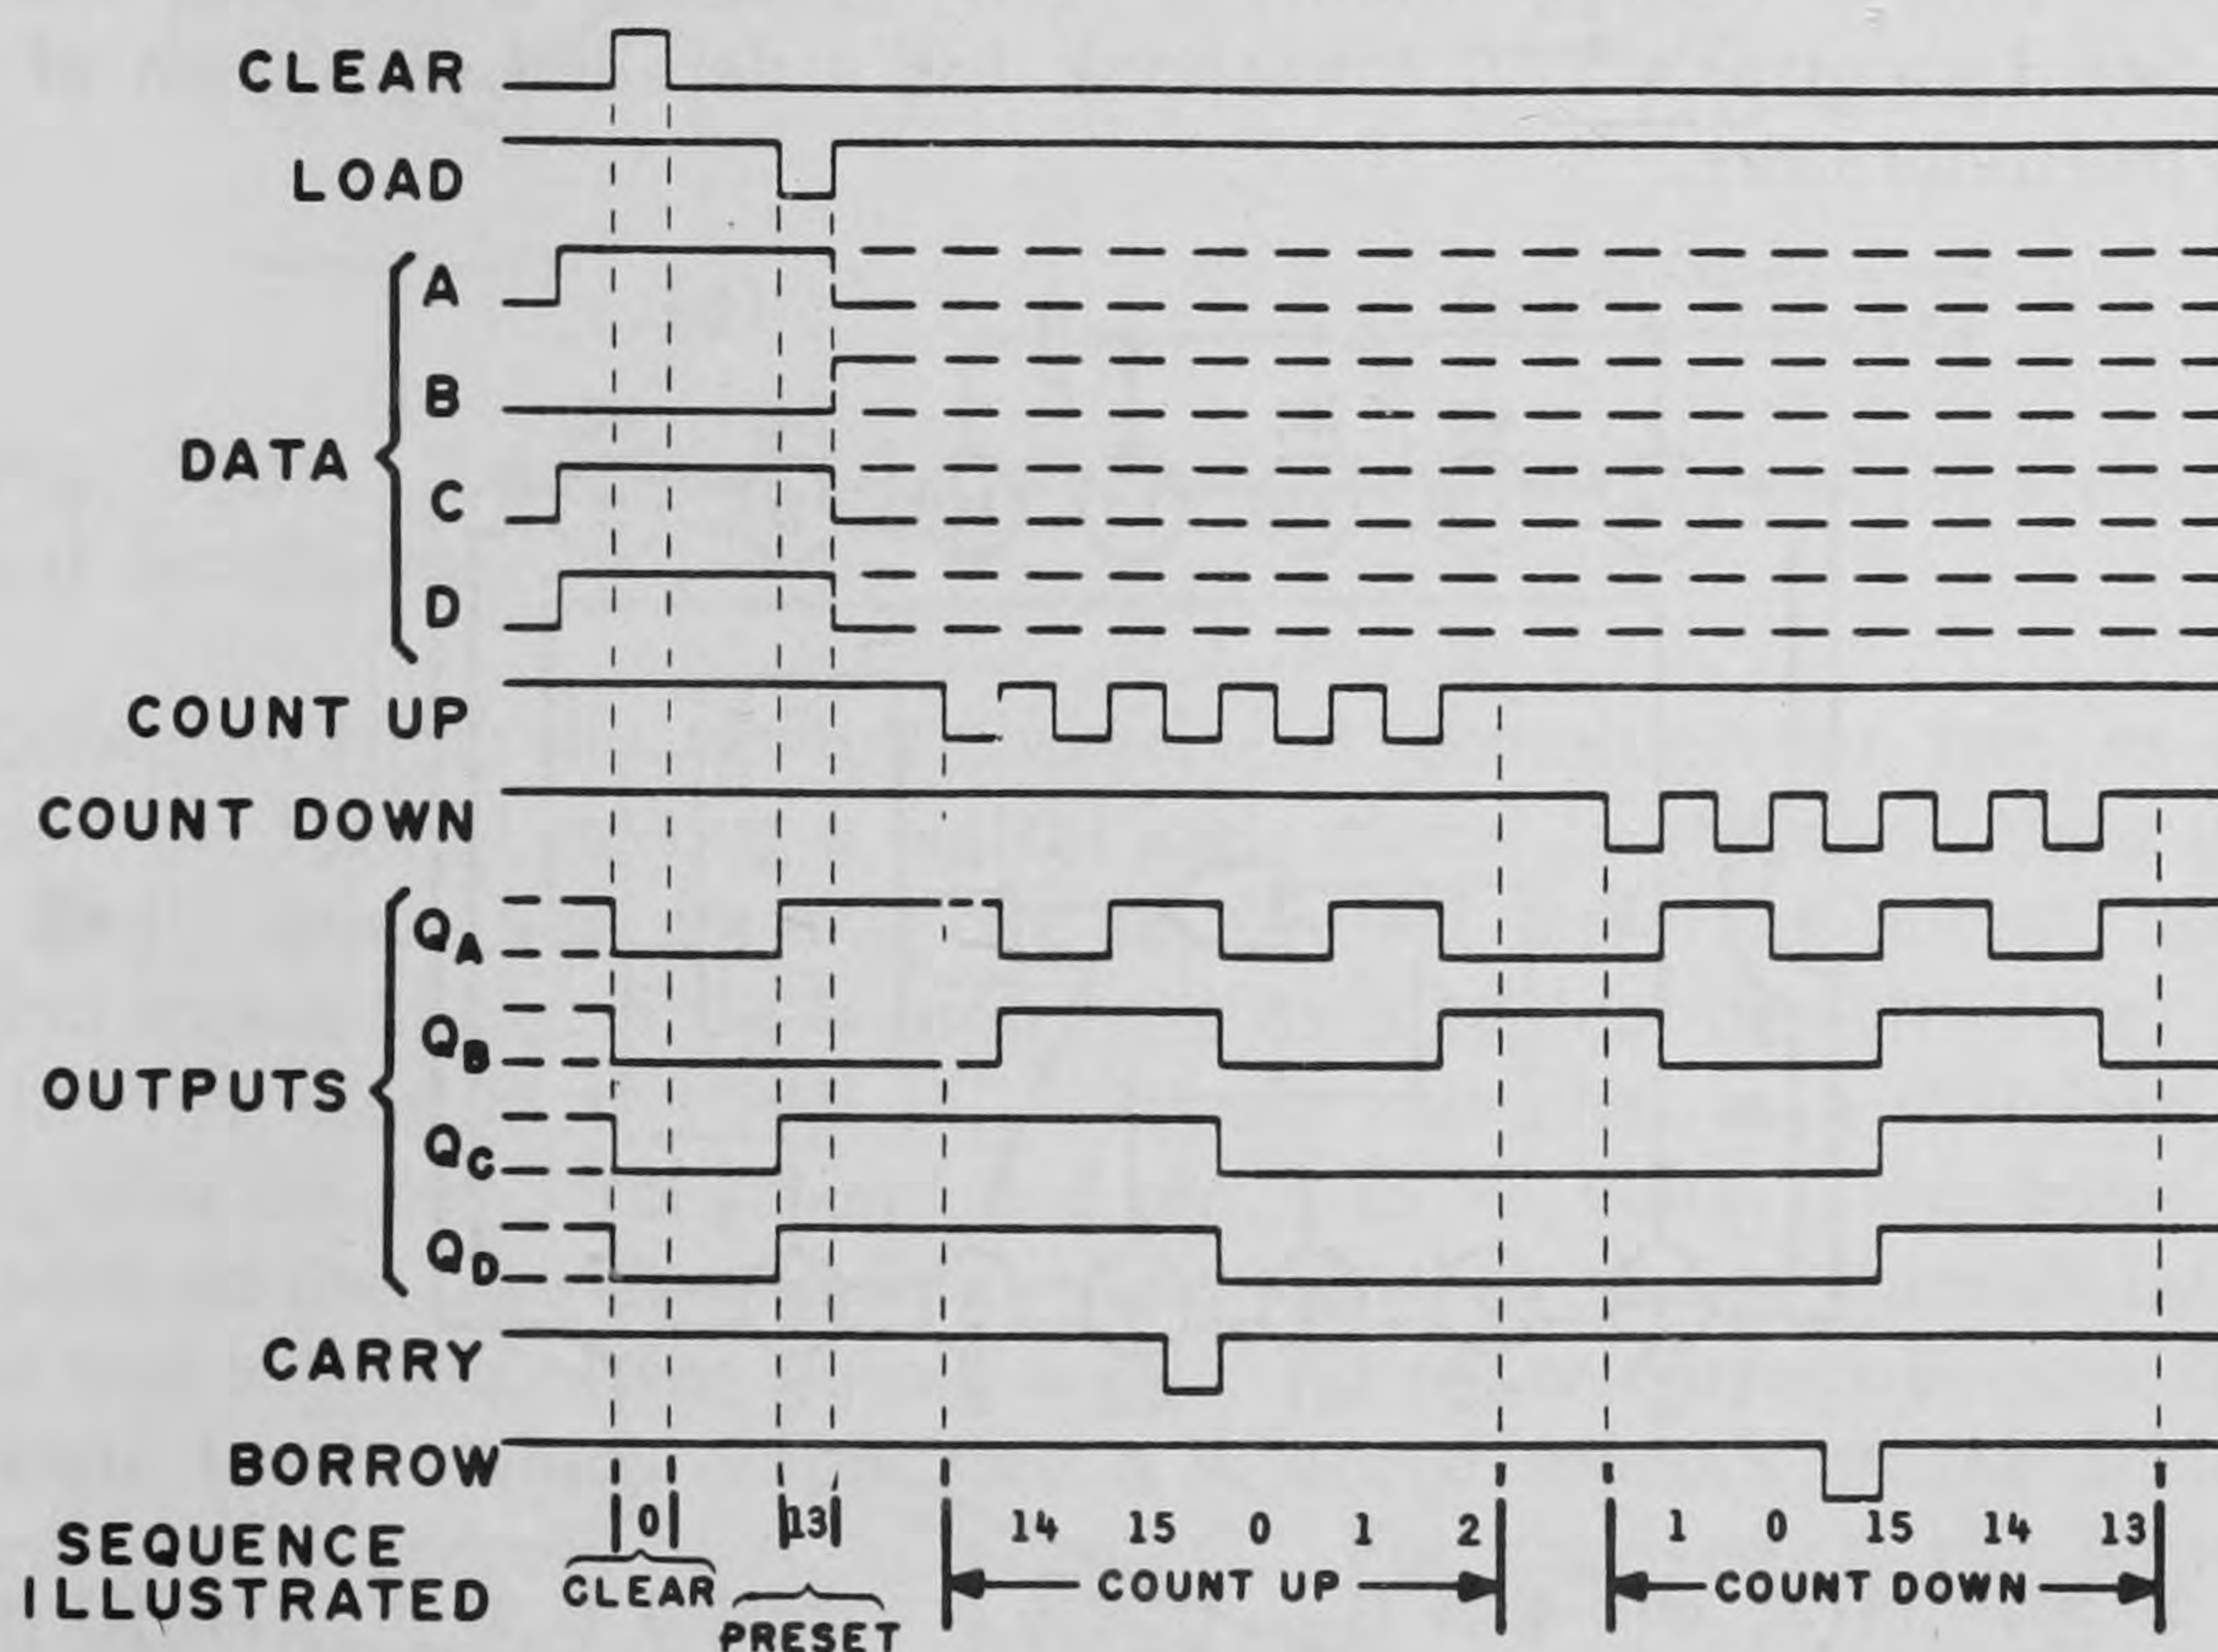 CLEAR
LOAD
DATA
A
B
C
D
COUNT UP
COUNT DOWN
OUTPUTS
QA
QB
QC
QD
CARRY
BORROW
SEQUENCE
ILLUSTRATED
0
13
14 15 0 1 2
1 0 15 14 13
CLEAR
PRESET
COUNT UP
COUNT DOWN